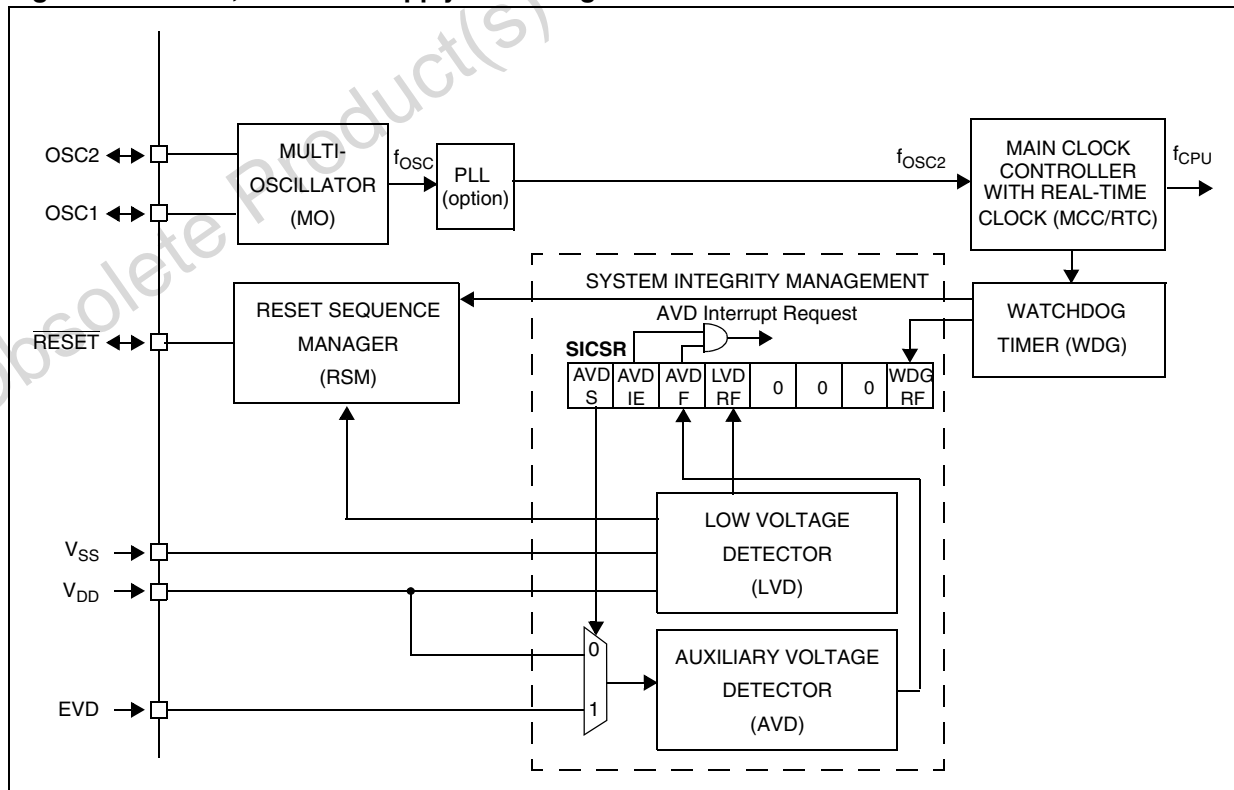 Obsolete Product(s)
OSC2
OSC1
MULTI-
OSCILLATOR
(MO)
fOSC
PLL
(option)
fOSC2
MAIN CLOCK
CONTROLLER
WITH REAL-TIME
CLOCK (MCC/RTC)
fCPU
RESET
RESET SEQUENCE
MANAGER
(RSM)
SYSTEM INTEGRITY MANAGEMENT
AVD Interrupt Request
WATCHDOG
TIMER (WDG)
SICSR
AVD S
AVD IE
AVD F
LVD RF
0
0
0
WDG RF
VSS
VDD
LOW VOLTAGE
DETECTOR
(LVD)
0
1
EVD
AUXILIARY VOLTAGE
DETECTOR
(AVD)